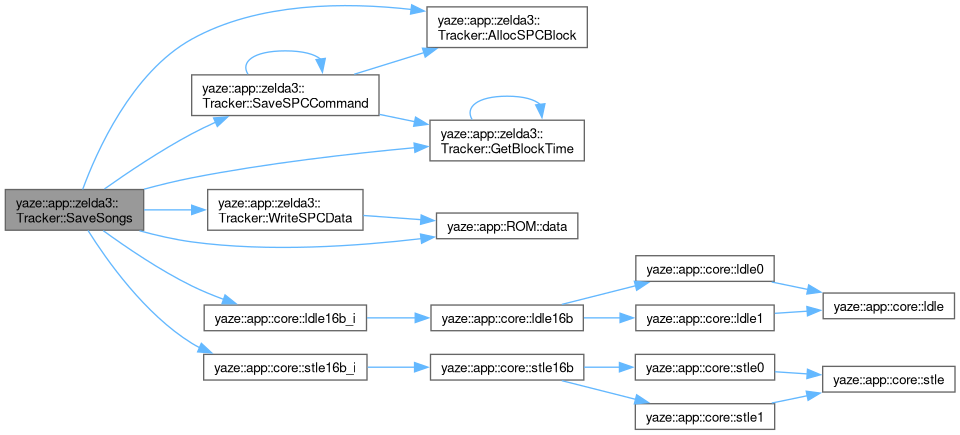 yaze::app::zelda3::
Tracker::AllocSPCBlock
yaze::app::zelda3::
Tracker::SaveSPCCommand
yaze::app::zelda3::
Tracker::GetBlockTime
yaze::app::zelda3::
Tracker::SaveSongs
yaze::app::zelda3::
Tracker::WriteSPCData
yaze::app::ROM::data
yaze::app::core::ldle0
yaze::app::core::ldle
yaze::app::core::ldle16b_i
yaze::app::core::ldle16b
yaze::app::core::ldle1
yaze::app::core::stle16b_i
yaze::app::core::stle16b
yaze::app::core::stle0
yaze::app::core::stle
yaze::app::core::stle1